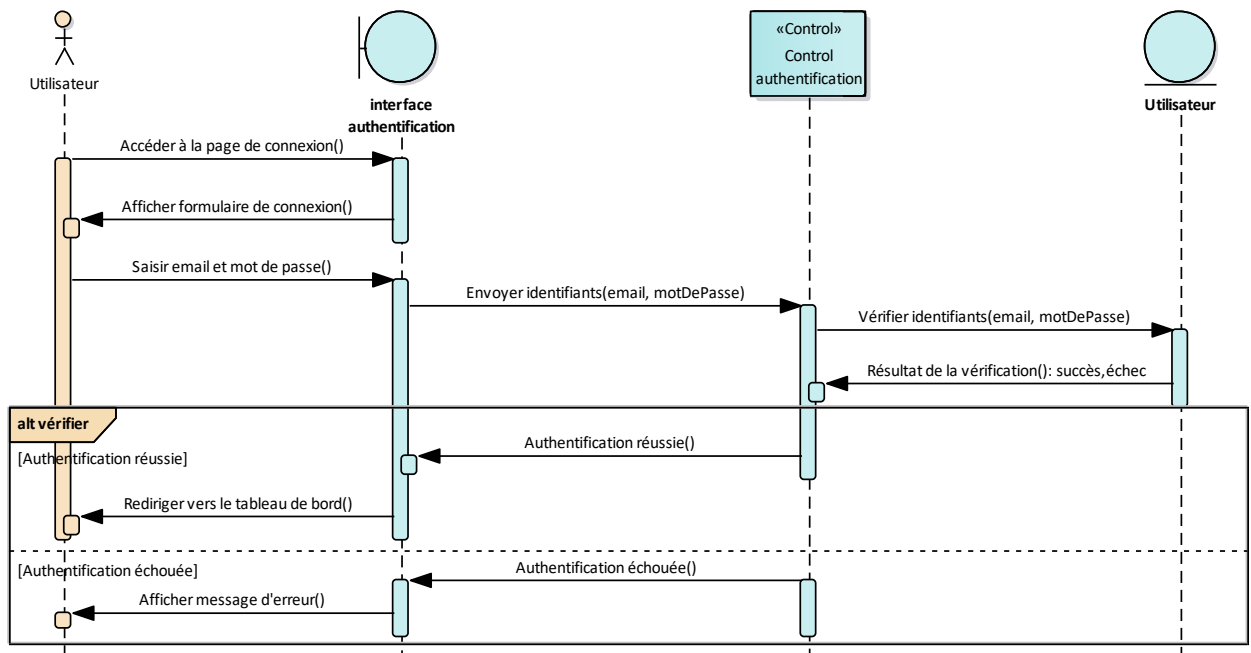 Utilisateur
interface
authentification
«Control»
Control
authentification
Utilisateur
Accéder à la page de connexion()
Afficher formulaire de connexion()
Saisir email et mot de passe()
Envoyer identifiants(email, motDePasse)
Vérifier identifiants(email, motDePasse)
Résultat de la vérification(): succès,échec
alt vérifier
Authentification réussie()
[Authentification réussie]
Rediriger vers le tableau de bord()
[Authentification échouée]
Authentification échouée()
Afficher message d'erreur()